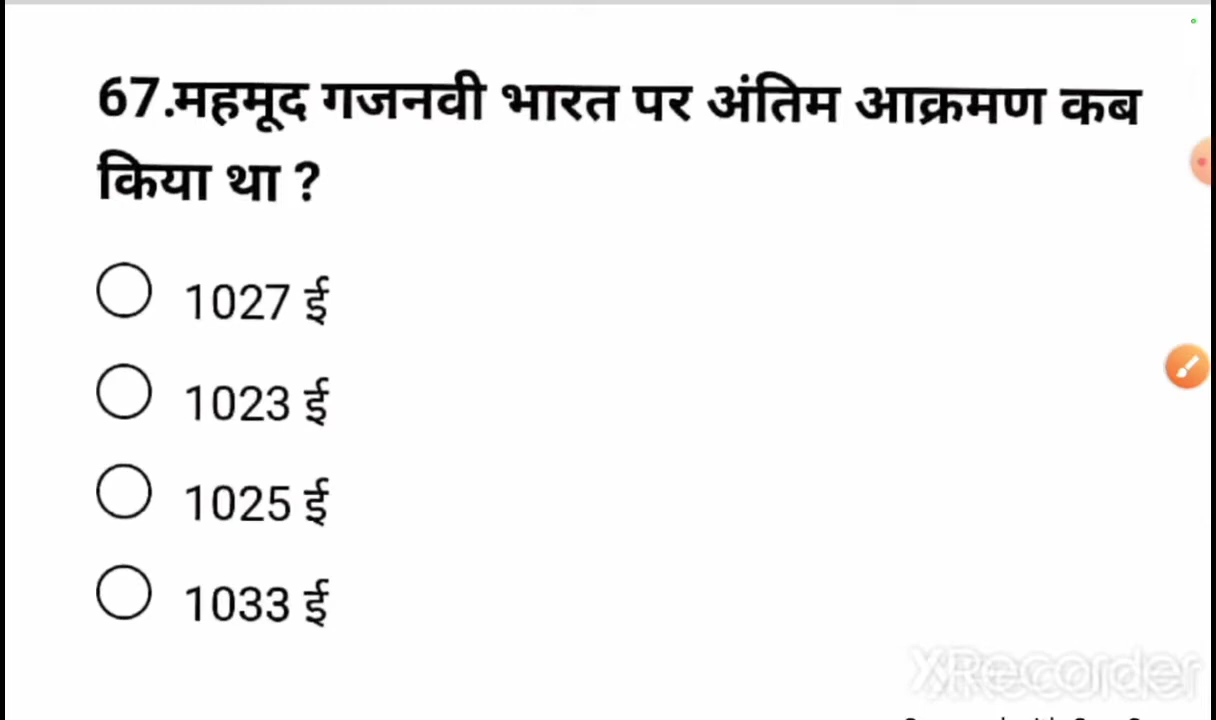 67.महमूद गजनवी भारत पर अंतिम आक्रमण कब
किया था ?
1027 ई
1023 ई
1025 ई
1033 ई
XRecorder